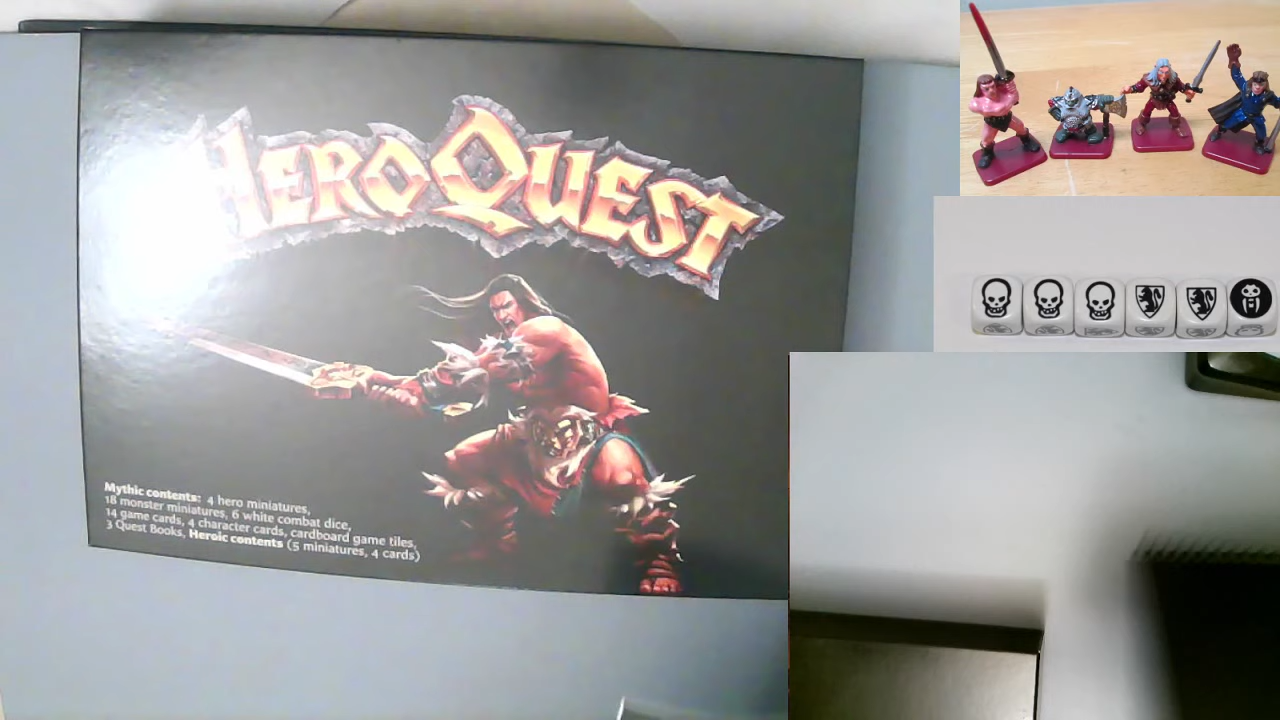 HEROQUEST
Mythic contents: 4 hero miniatures,
18 monster miniatures, 6 white combat dice,
14 game cards, 4 character cards, cardboard game tiles,
3 Quest Books, Heroic contents (5 miniatures, 4 cards)